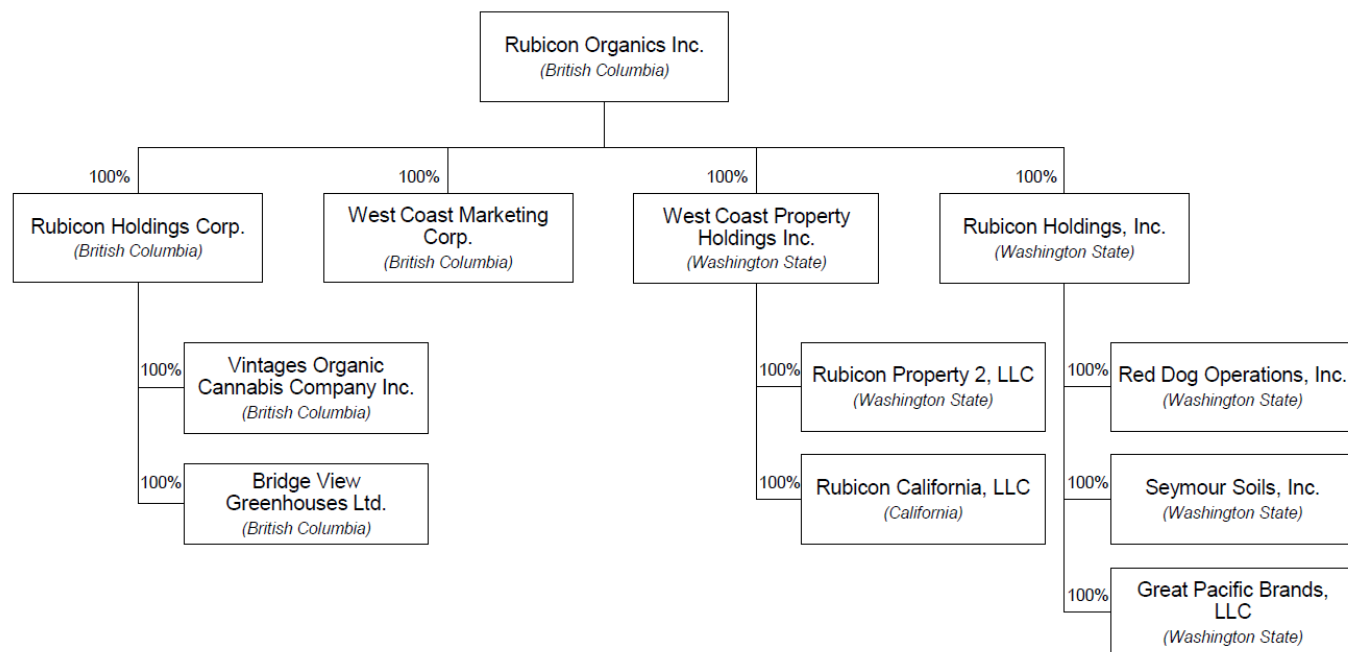 Rubicon Organics Inc.
(British Columbia)
100%
100%
100%
100%
Rubicon Holdings Corp.
(British Columbia)
West Coast Marketing
Corp.
(British Columbia)
West Coast Property
Holdings Inc.
(Washington State)
Rubicon Holdings, Inc.
(Washington State)
100%
Vintages Organic
Cannabis Company Inc.
(British Columbia)
100%
Rubicon Property 2, LLC
(Washington State)
100%
Red Dog Operations, Inc.
(Washington State)
100%
Bridge View
Greenhouses Ltd.
(British Columbia)
100%
Rubicon California, LLC
(California)
100%
Seymour Soils, Inc.
(Washington State)
100%
Great Pacific Brands,
LLC
(Washington State)